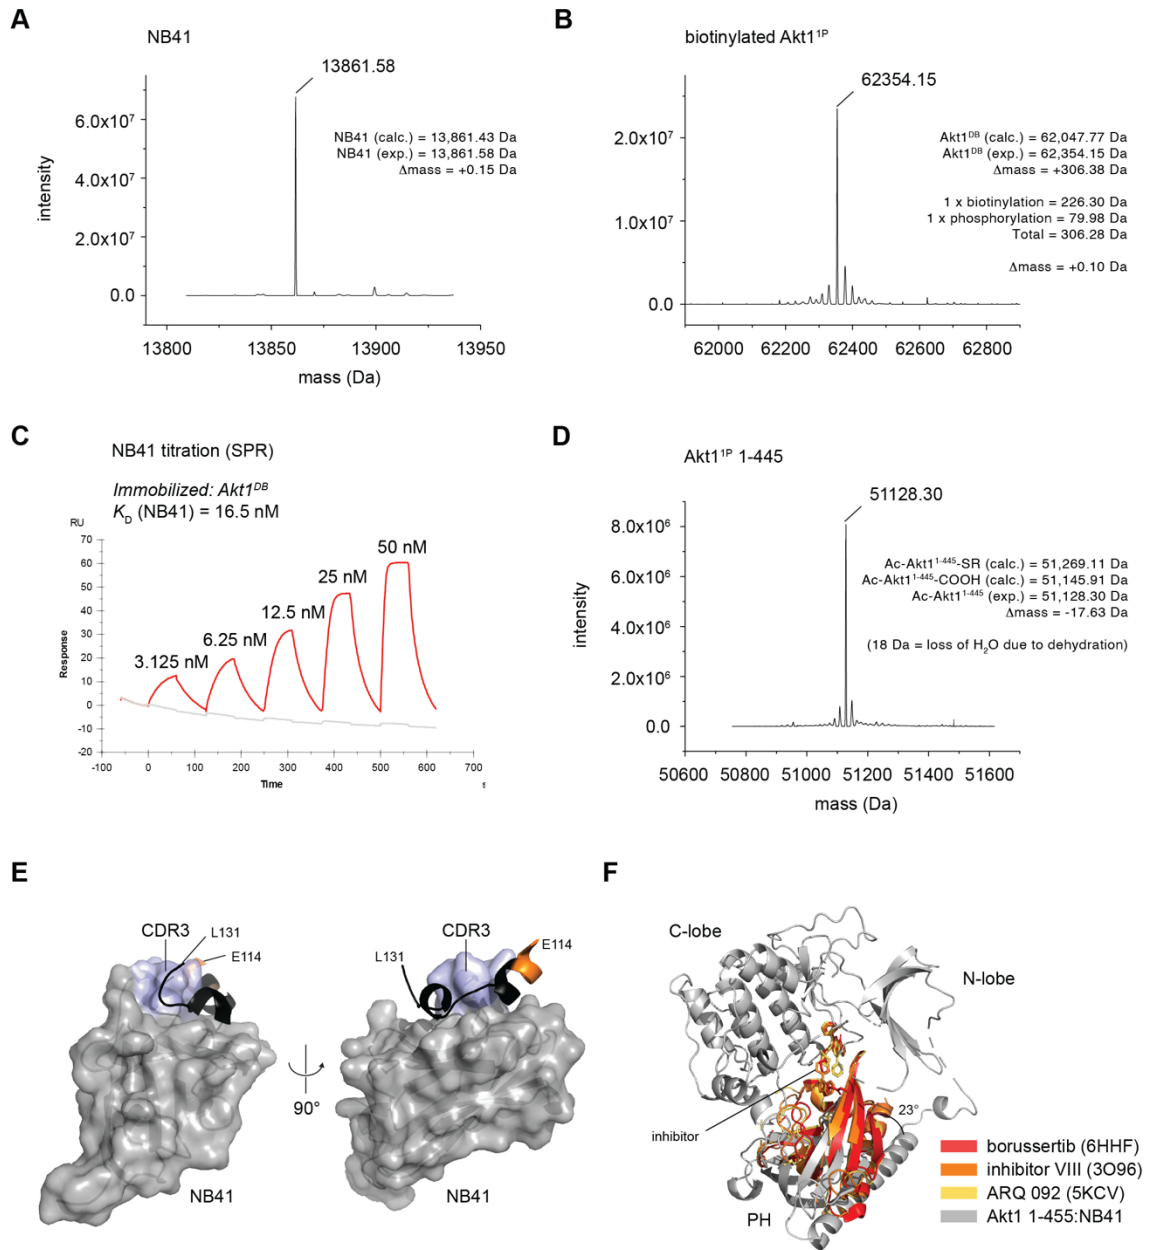 A
NB41
13861.58
NB41 (calc.) = 13,861.43 Da
NB41 (exp.) = 13,861.58 Da
Δmass = +0.15 Da
intensity
6.0x10⁷
4.0x10⁷
2.0x10⁷
0.0
13800 13850 13900 13950
mass (Da)
B
biotinylated Akt1¹ᴾ
62354.15
Akt1ᴰᴮ (calc.) = 62,047.77 Da
Akt1ᴰᴮ (exp.) = 62,354.15 Da
Δmass = +306.38 Da
1 x biotinylation = 226.30 Da
1 x phosphorylation = 79.98 Da
Total = 306.28 Da
Δmass = +0.10 Da
2.0x10⁷
1.0x10⁷
0.0
62000 62200 62400 62600 62800
C
NB41 titration (SPR)
Immobilized: Akt1ᴰᴮ
K_D (NB41) = 16.5 nM
RU
70
60
50
40
30
20
10
0
-10
-20
Response
3.125 nM
6.25 nM
12.5 nM
25 nM
50 nM
-100 0 100 200 300 400 500 600 700
Time
s
D
Akt1¹ᴾ 1-445
51128.30
Ac-Akt1¹⁻⁴⁴⁵-SR (calc.) = 51,269.11 Da
Ac-Akt1¹⁻⁴⁴⁵-COOH (calc.) = 51,145.91 Da
Ac-Akt1¹⁻⁴⁴⁵ (exp.) = 51,128.30 Da
Δmass = -17.63 Da
(18 Da = loss of H₂O due to dehydration)
intensity
8.0x10⁶
6.0x10⁶
4.0x10⁶
2.0x10⁶
0.0
50600 50800 51000 51200 51400 51600
mass (Da)
E
CDR3
L131
E114
NB41
90°
CDR3
E114
L131
NB41
F
C-lobe
N-lobe
inhibitor
23°
PH
borussertib (6HHF)
inhibitor VIII (3O96)
ARQ 092 (5KCV)
Akt1 1-455:NB41